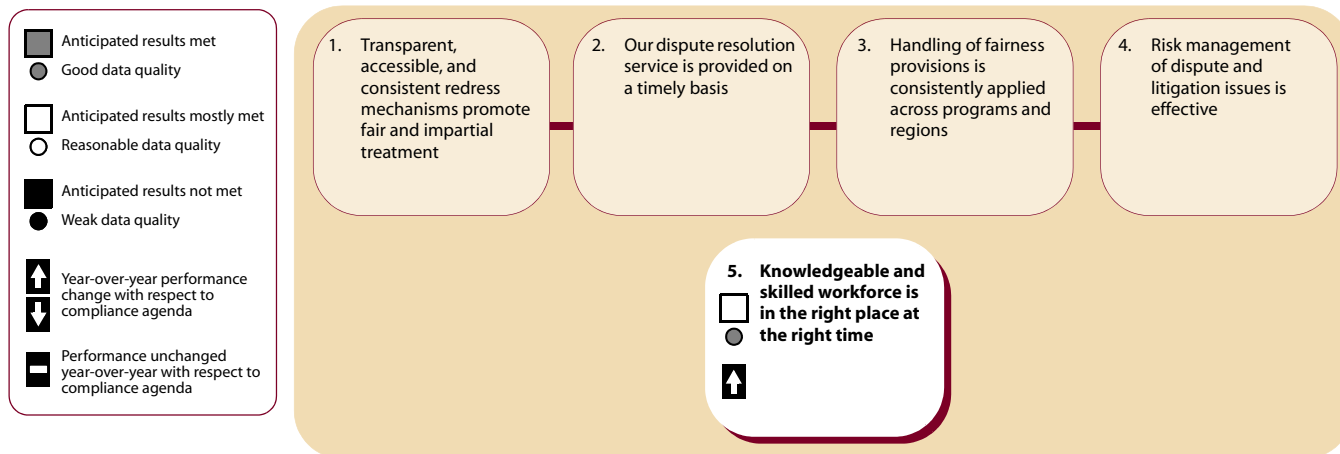 Anticipated results met
Good data quality
Anticipated results mostly met
Reasonable data quality
Anticipated results not met
Weak data quality
Year-over-year performance
change with respect to
compliance agenda
Performance unchanged
year-over-year with respect to
compliance agenda
1. Transparent,
accessible, and
consistent redress
mechanisms promote
fair and impartial
treatment
2. Our dispute resolution
service is provided on
a timely basis
3. Handling of fairness
provisions is
consistently applied
across programs and
regions
4. Risk management
of dispute and
litigation issues is
effective
5. Knowledgeable and
skilled workforce is
in the right place at
the right time